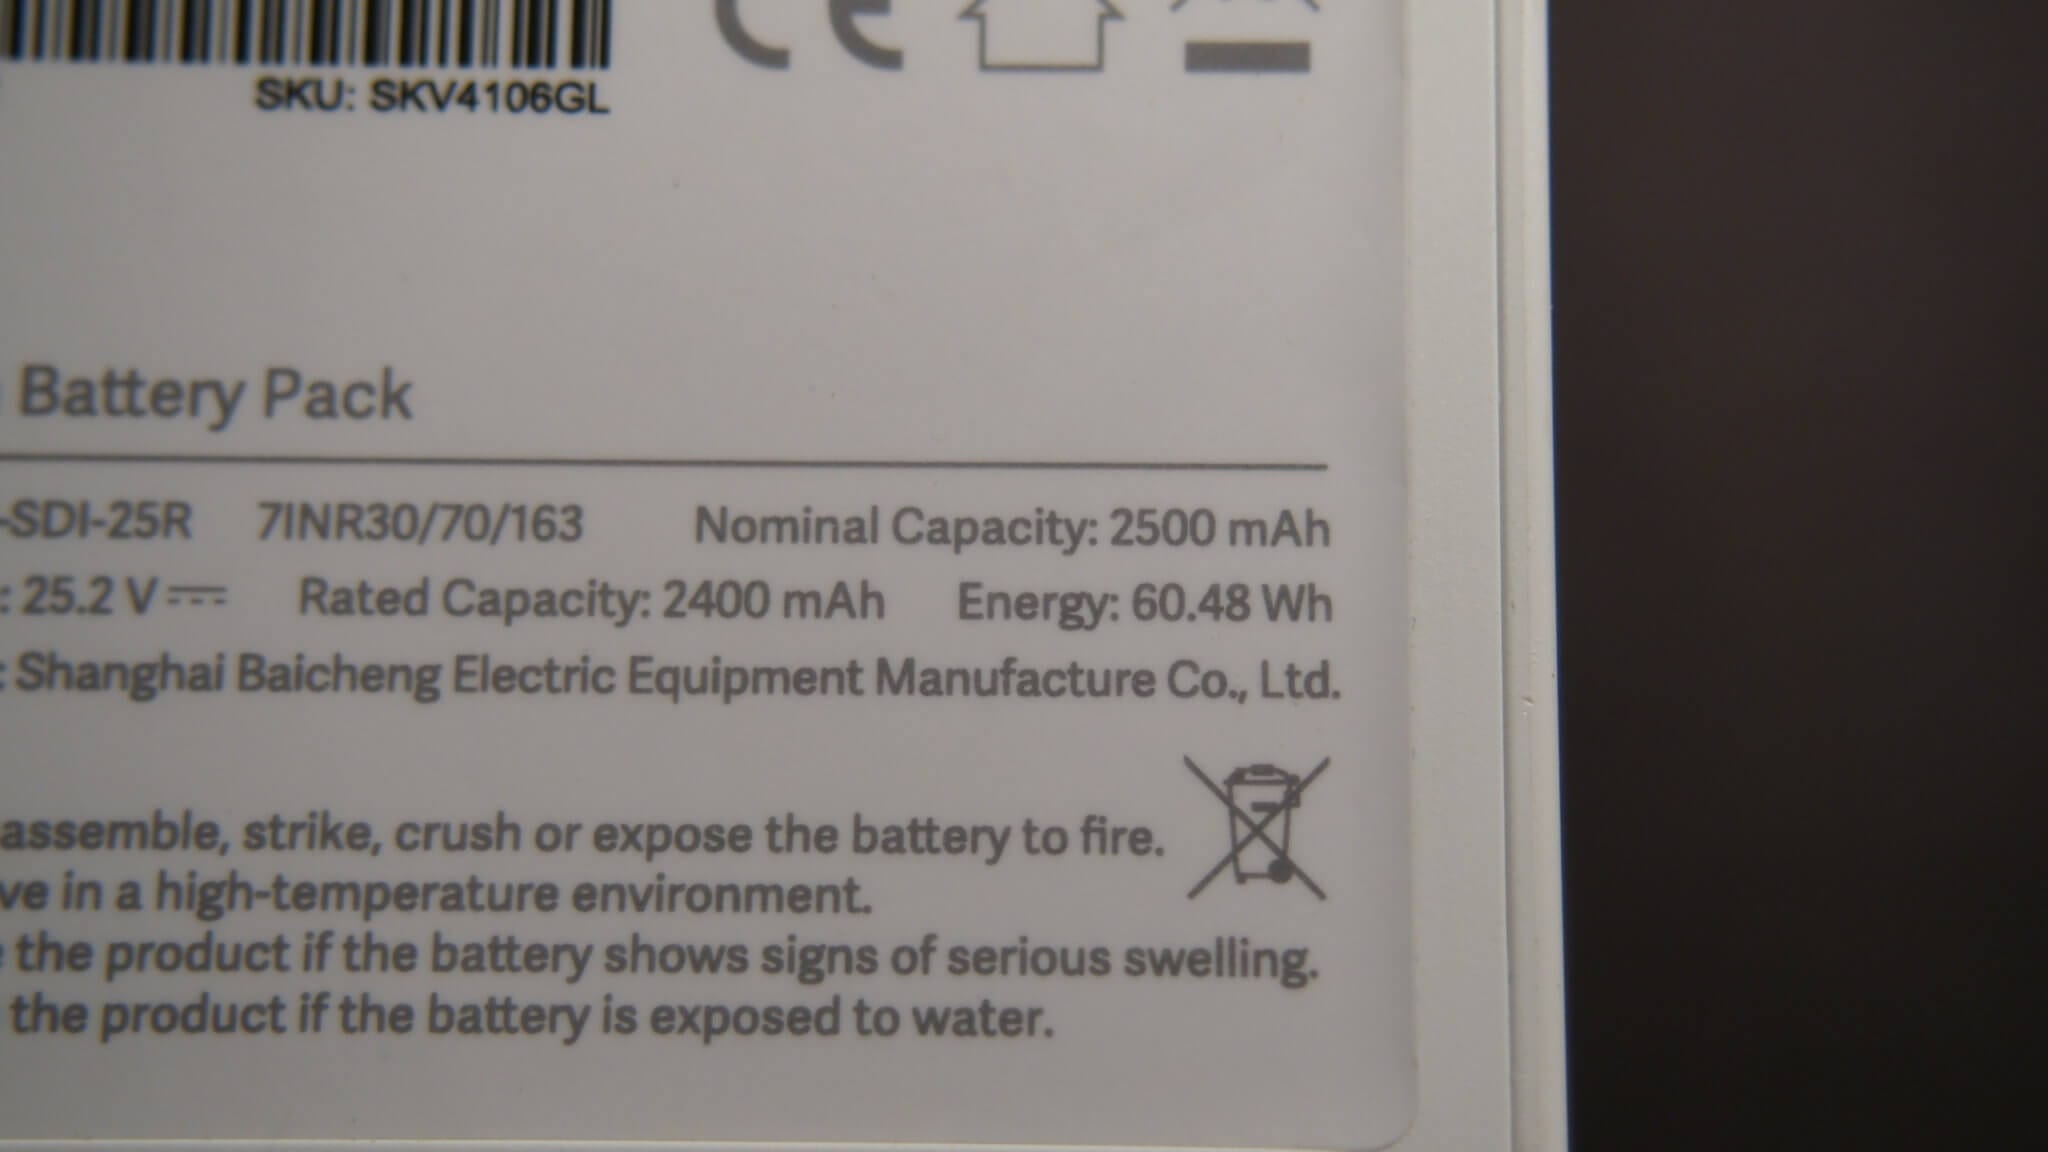 SKU: SKV4106GL
Battery Pack
-SDI-25R 7INR30/70/163 Nominal Capacity: 2500 mAh
: 25.2 V⎓ Rated Capacity: 2400 mAh Energy: 60.48 Wh
: Shanghai Baicheng Electric Equipment Manufacture Co., Ltd.
assemble, strike, crush or expose the battery to fire.
ve in a high-temperature environment.
the product if the battery shows signs of serious swelling.
the product if the battery is exposed to water.